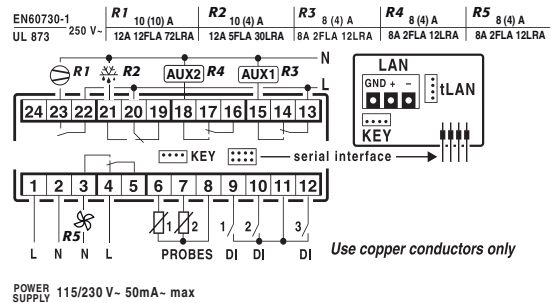 EN60730-1 UL 873 250 V~ R1 10 (10) A 12A 12FLA 72LRA R2 10 (4) A 12A 5FLA 30LRA R3 8 (4) A 8A 2FLA 12LRA R4 8 (4) A 8A 2FLA 12LRA R5 8 (4) A 8A 2FLA 12LRA
N
R1 R2 AUX2 R4 AUX1 R3
L
24 23 22 21 20 19 18 17 16 15 14 13
LAN
GND + -
tLAN
KEY
KEY serial interface
1 2 3 4 5 6 7 8 9 10 11 12
R5 1 2 1 2 3
L N N L PROBES DI DI DI
Use copper conductors only
POWER SUPPLY 115/230 V~ 50mA~ max